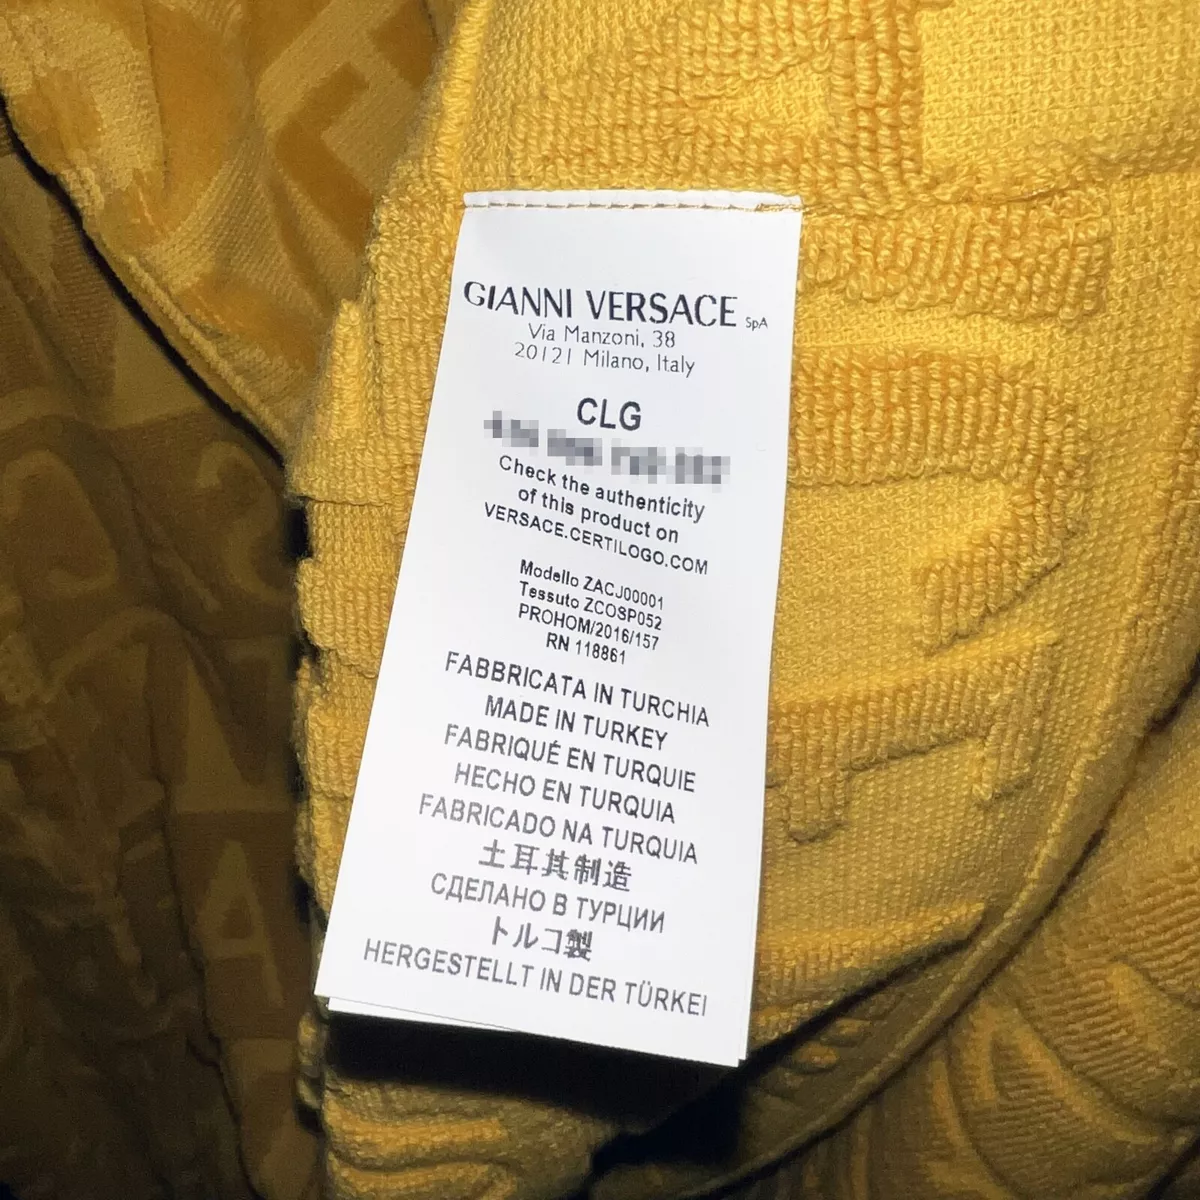 GIANNI VERSACE SpA
Via Manzoni, 38
20121 Milano, Italy
CLG
Check the authenticity
of this product on
VERSACE.CERTILOGO.COM
Modello ZACJ00001
Tessuto ZCOSP052
PROHOM/2016/157
RN 118861
FABBRICATA IN TURCHIA
MADE IN TURKEY
FABRIQUÉ EN TURQUIE
HECHO EN TURQUIA
FABRICADO NA TURQUIA
土耳其制造
СДЕЛАНО В ТУРЦИИ
トルコ製
HERGESTELLT IN DER TÜRKEI